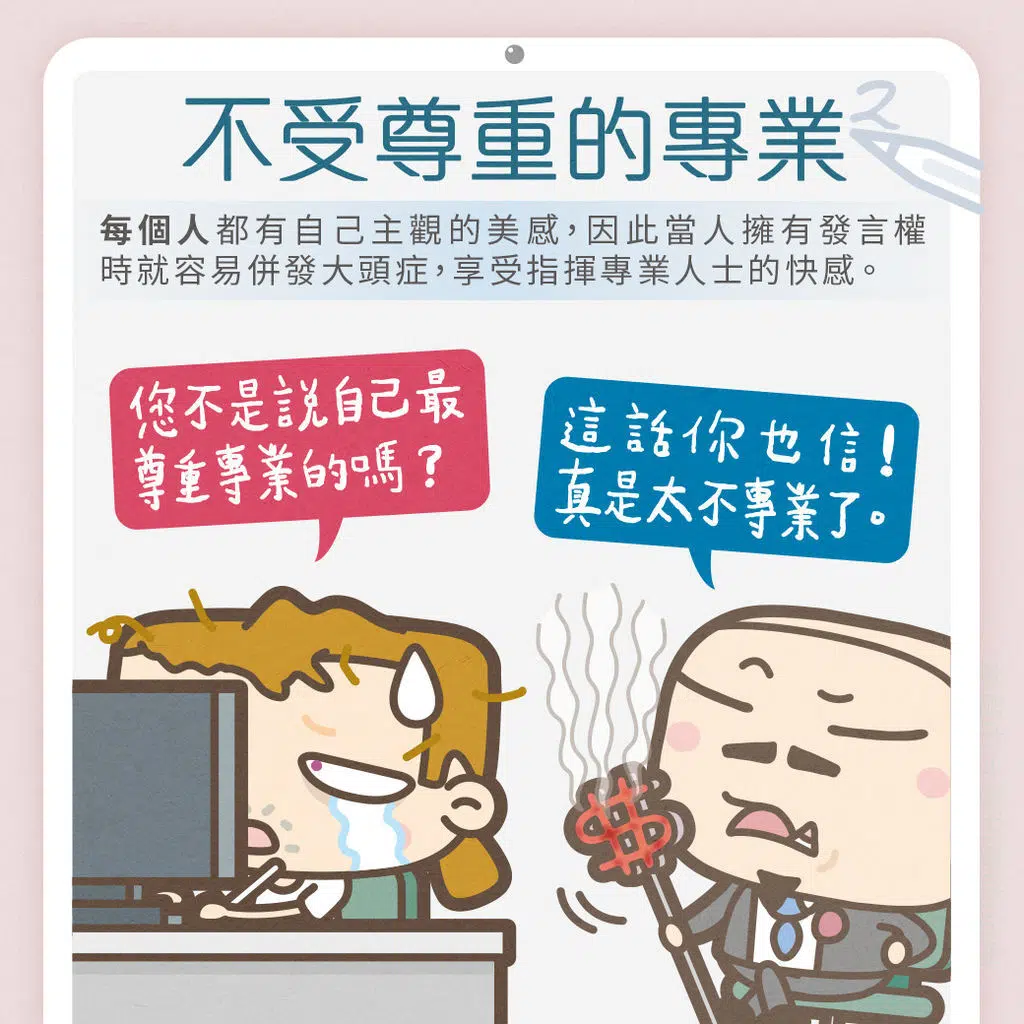 不受尊重的專業
2
每個人都有自己主觀的美感，因此當人擁有發言權
時就容易併發大頭症，享受指揮專業人士的快感。
您不是說自己最
尊重專業的嗎？
這話你也信！
真是太不專業了。
$